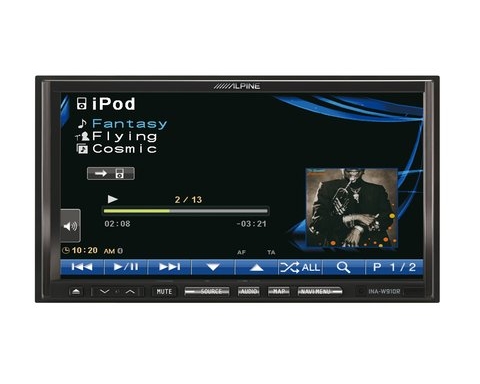 ALPINE
iPod
Fantasy
Flying
Cosmic
2 / 13
02:08 -03:21
10:20 AM
AF TA
ALL P 1/2
MUTE SOURCE AUDIO MAP NAVI MENU INA-W910R